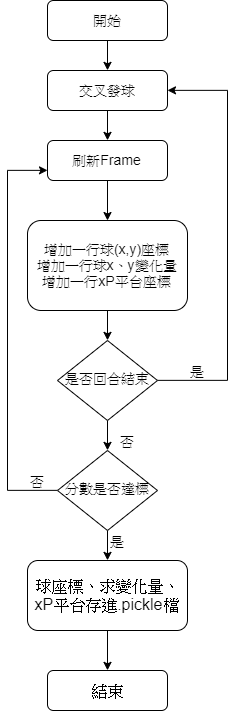 開始
交叉發球
刷新Frame
增加一行球(x,y)座標
增加一行球x、y變化量
增加一行xP平台座標
是否回合結束
是
否
分數是否達標
否
是
球座標、求變化量、
xP平台存進.pickle檔
結束